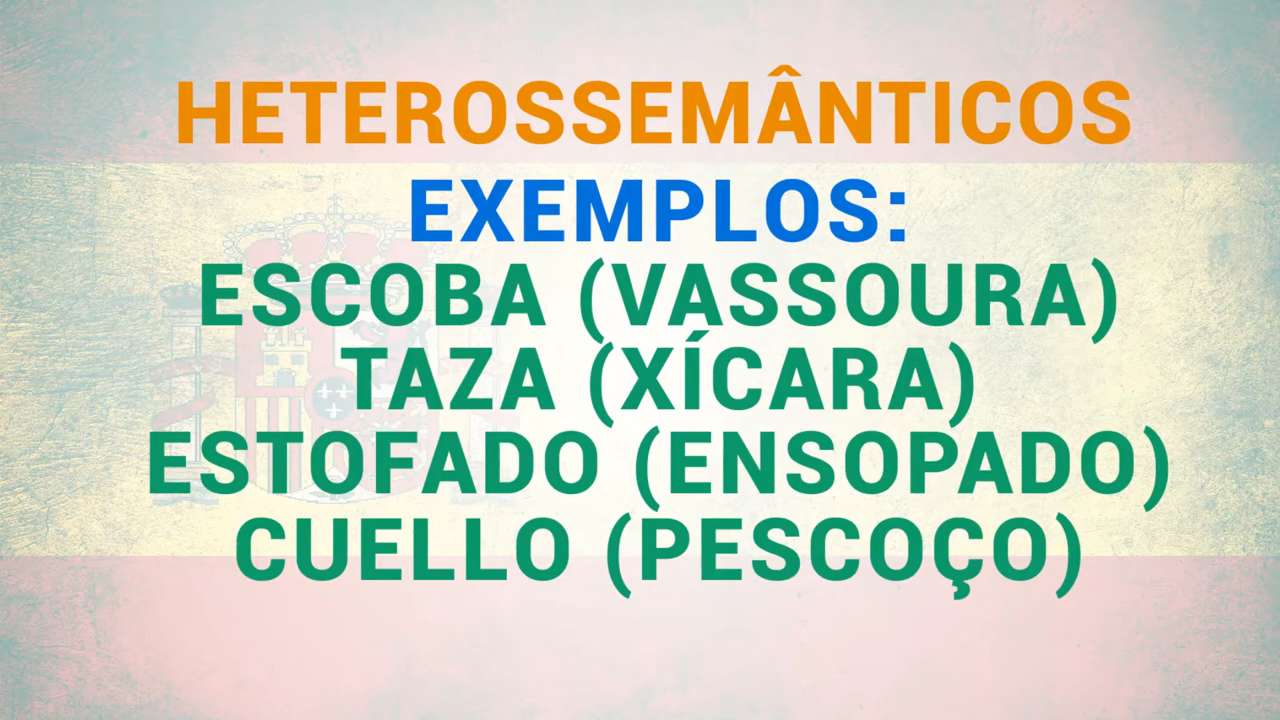 HETEROSSEMÂNTICOS
EXEMPLOS:
ESCOBA (VASSOURA)
TAZA (XÍCARA)
ESTOFADO (ENSOPADO)
CUELLO (PESCOÇO)